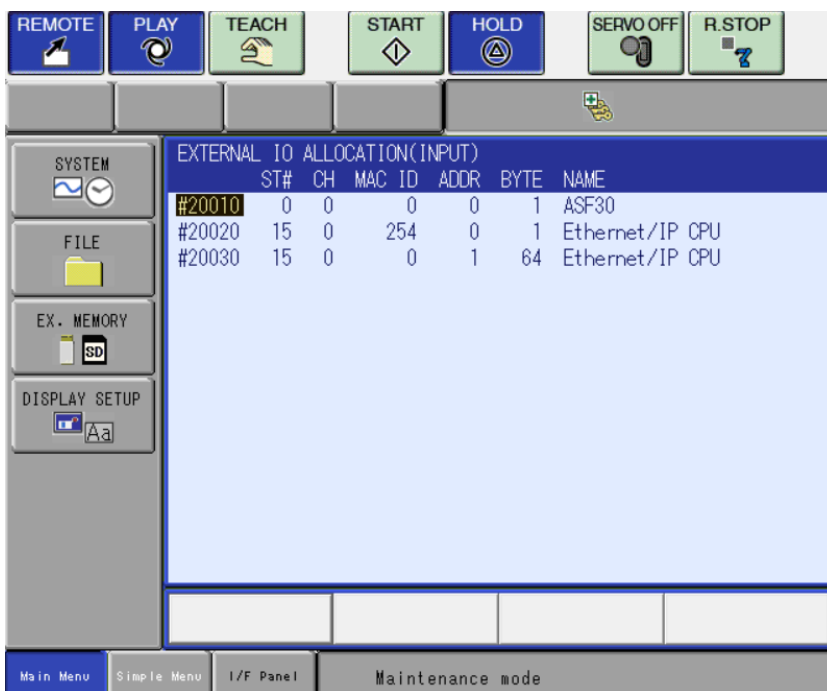 REMOTE PLAY TEACH START HOLD SERVO OFF R.STOP
SYSTEM
FILE
EX. MEMORY
SD
DISPLAY SETUP
Aa
EXTERNAL IO ALLOCATION(INPUT)
ST# CH MAC ID ADDR BYTE NAME
#20010 0 0 0 0 1 ASF30
#20020 15 0 254 0 1 Ethernet/IP CPU
#20030 15 0 0 1 64 Ethernet/IP CPU
Main Menu Simple Menu I/F Panel Maintenance mode